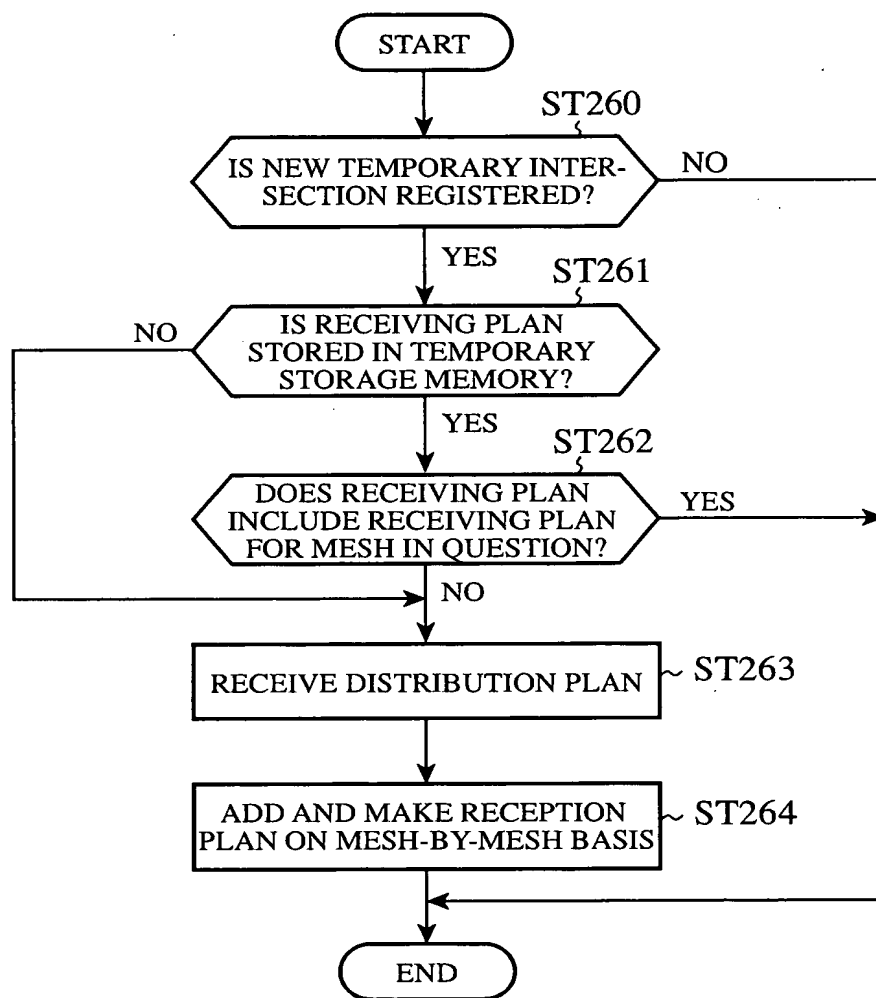 START
ST260
IS NEW TEMPORARY INTER-
SECTION REGISTERED?
NO
YES
ST261
IS RECEIVING PLAN
STORED IN TEMPORARY
STORAGE MEMORY?
NO
YES
ST262
DOES RECEIVING PLAN
INCLUDE RECEIVING PLAN
FOR MESH IN QUESTION?
YES
NO
RECEIVE DISTRIBUTION PLAN
ST263
ADD AND MAKE RECEPTION
PLAN ON MESH-BY-MESH BASIS
ST264
END